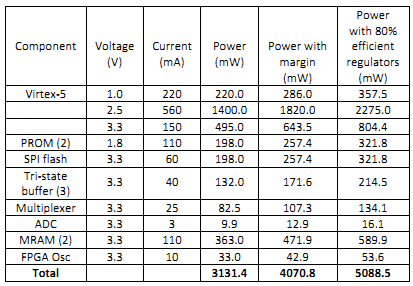 Component Voltage (V) Current (mA) Power (mW) Power with margin (mW) Power with 80% efficient regulators (mW)
Virtex-5 1.0 220 220.0 286.0 357.5
2.5 560 1400.0 1820.0 2275.0
3.3 150 495.0 643.5 804.4
PROM (2) 1.8 110 198.0 257.4 321.8
SPI flash 3.3 60 198.0 257.4 321.8
Tri-state buffer (3) 3.3 40 132.0 171.6 214.5
Multiplexer 3.3 25 82.5 107.3 134.1
ADC 3.3 3 9.9 12.9 16.1
MRAM (2) 3.3 110 363.0 471.9 589.9
FPGA Osc 3.3 10 33.0 42.9 53.6
Total 3131.4 4070.8 5088.5